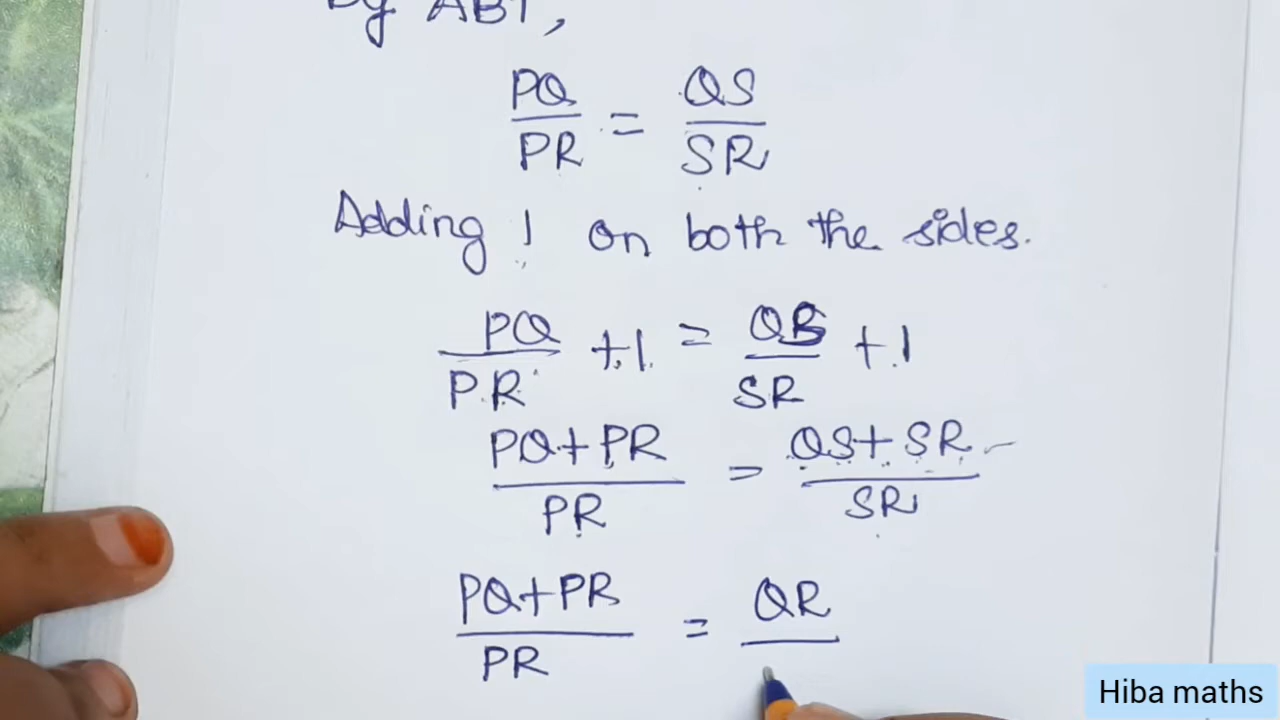 By ABT,
PQ/PR = QS/SR
Adding 1 on both the sides.
PQ/PR + 1 = QS/SR + 1
PQ+PR/PR = QS+SR/SR
PQ+PR/PR = QR/
Hiba maths